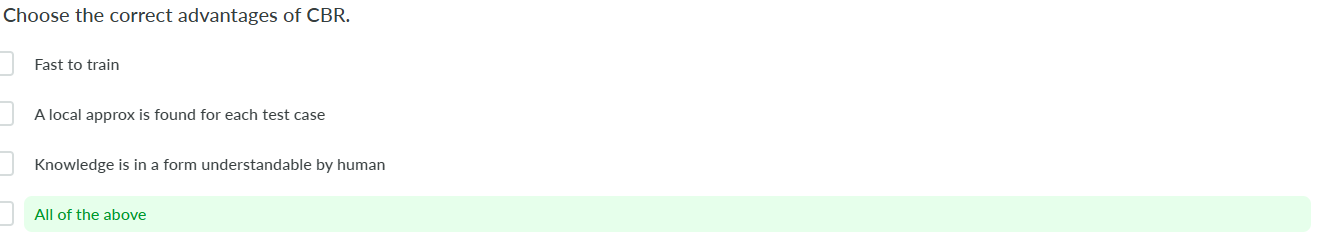 Choose the correct advantages of CBR.
Fast to train
A local approx is found for each test case
Knowledge is in a form understandable by human
All of the above